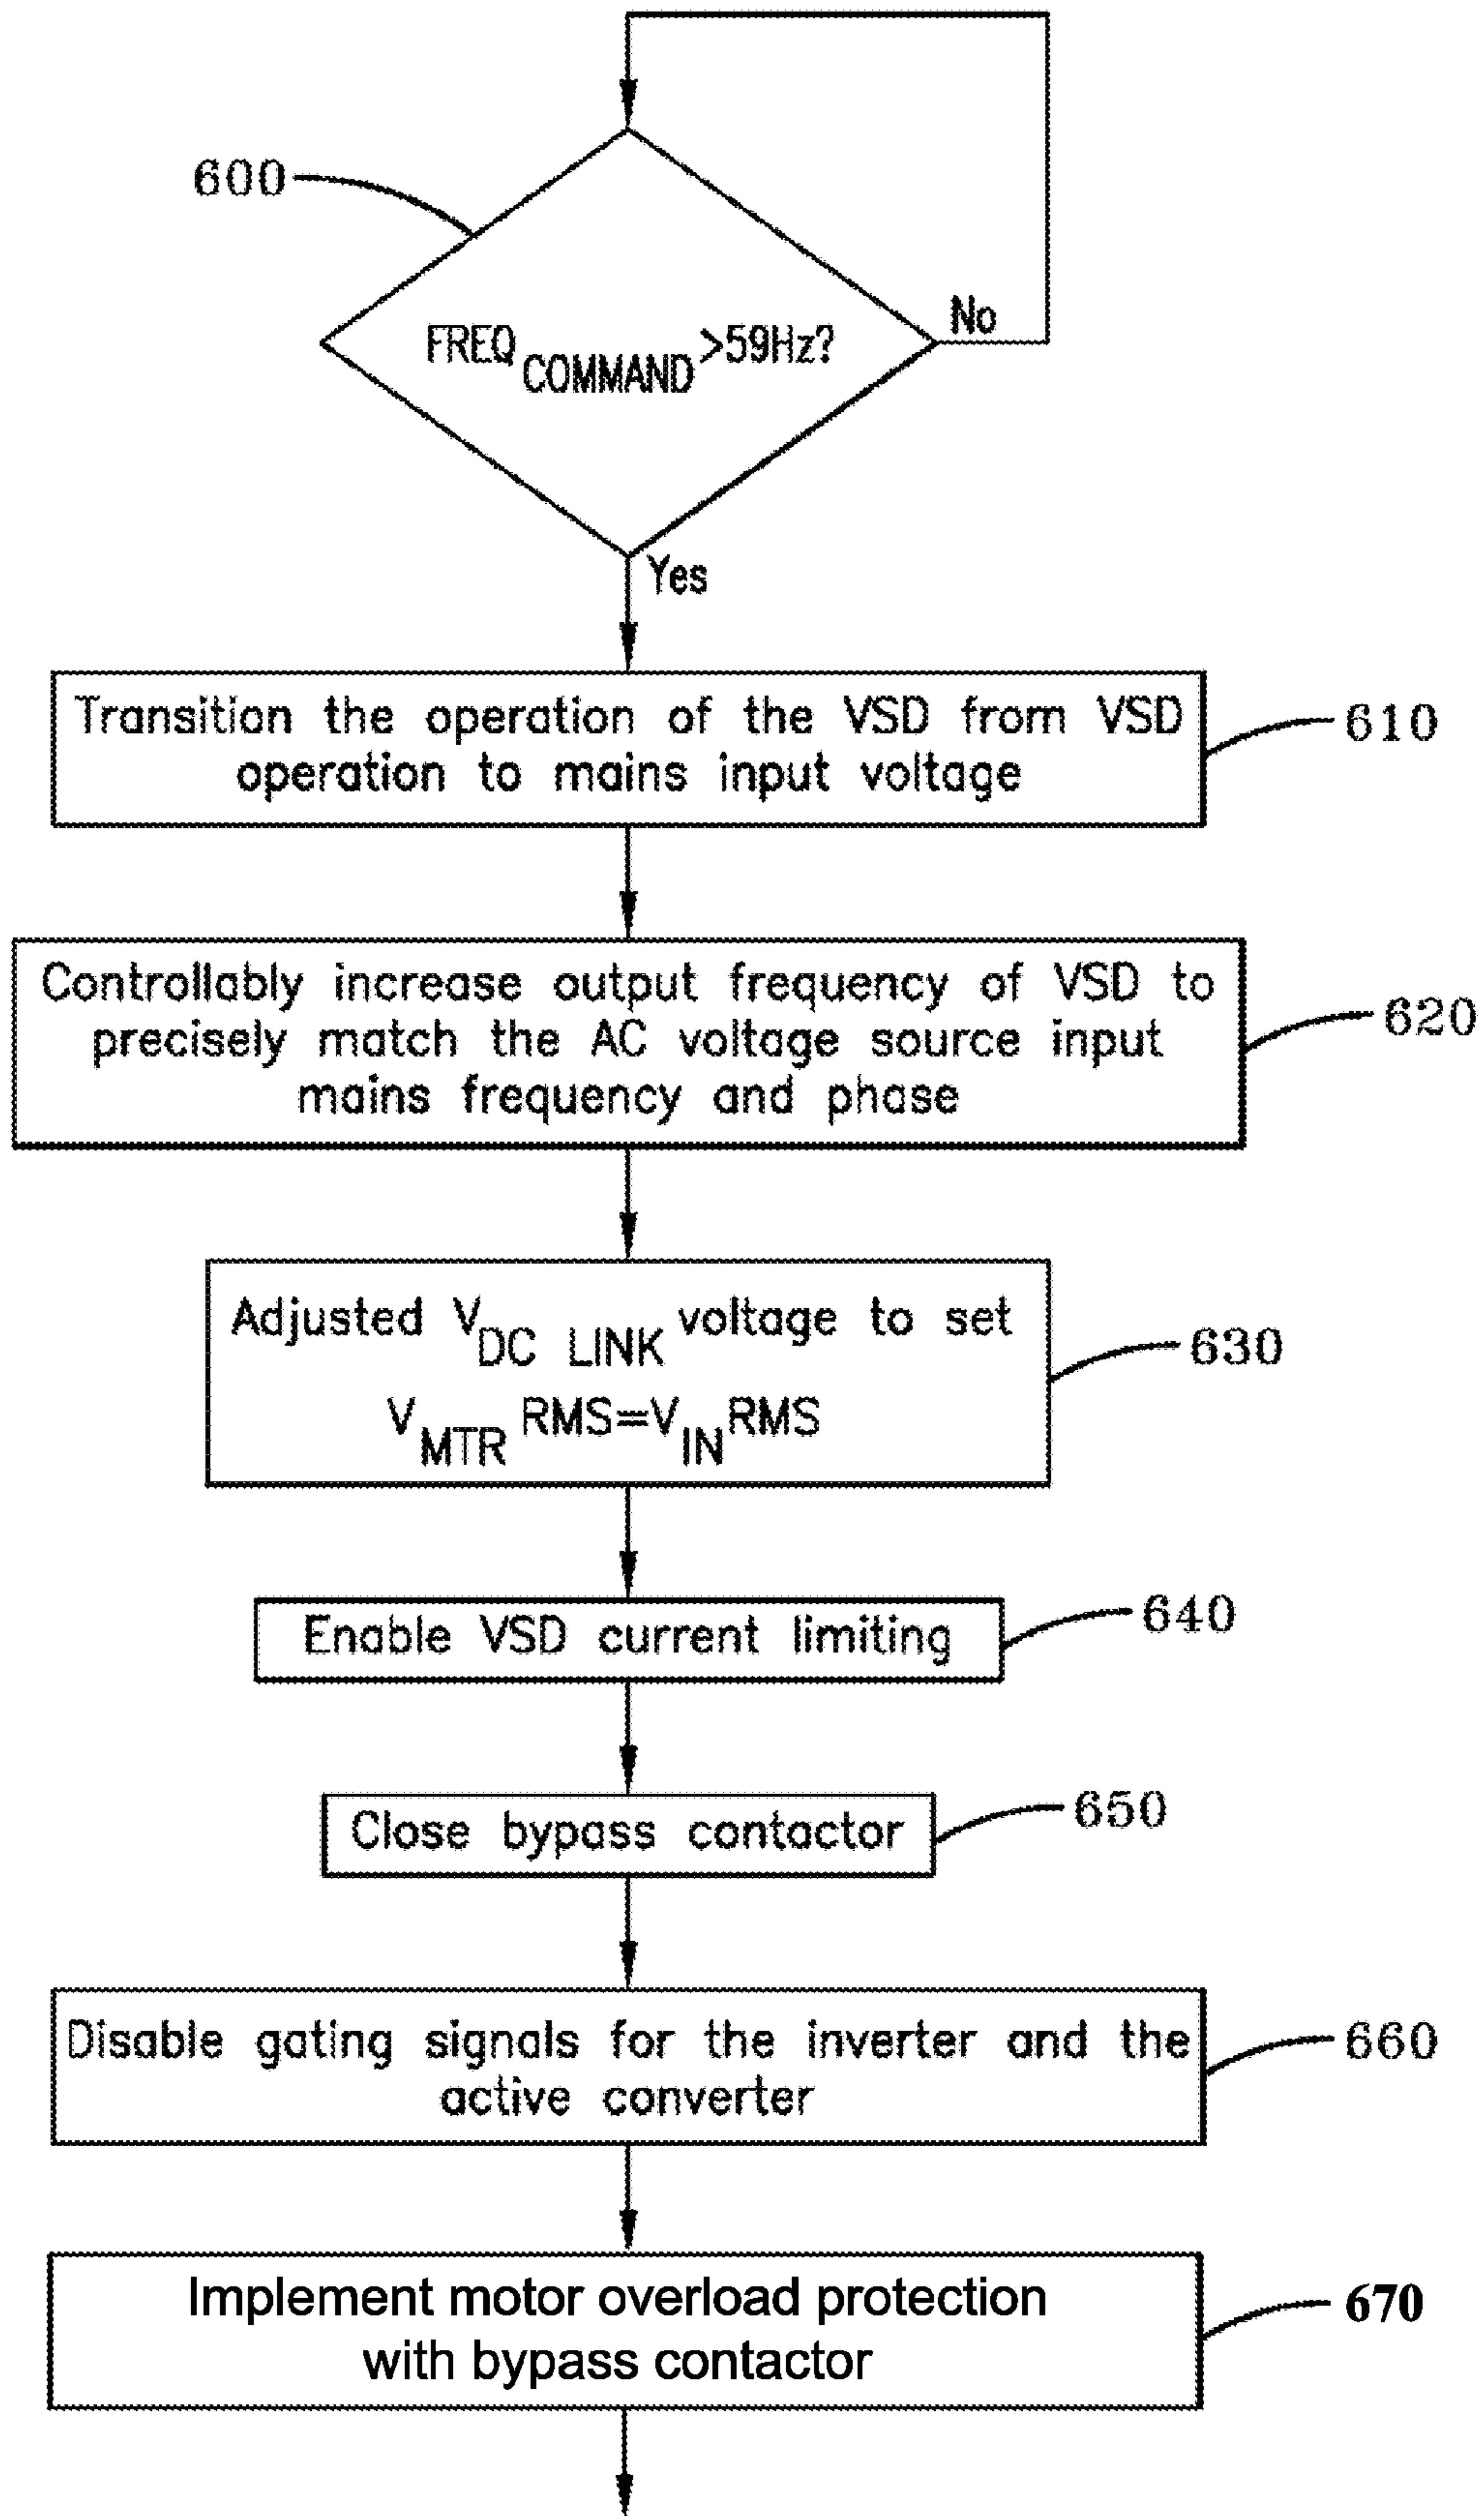 600
FREQ COMMAND >59Hz?
No
Yes
Transition the operation of the VSD from VSD
operation to mains input voltage
610
Controllably increase output frequency of VSD to
precisely match the AC voltage source input
mains frequency and phase
620
Adjusted V DC LINK voltage to set
V MTR RMS=V IN RMS
630
Enable VSD current limiting
640
Close bypass contactor
650
Disable gating signals for the inverter and the
active converter
660
Implement motor overload protection
with bypass contactor
670